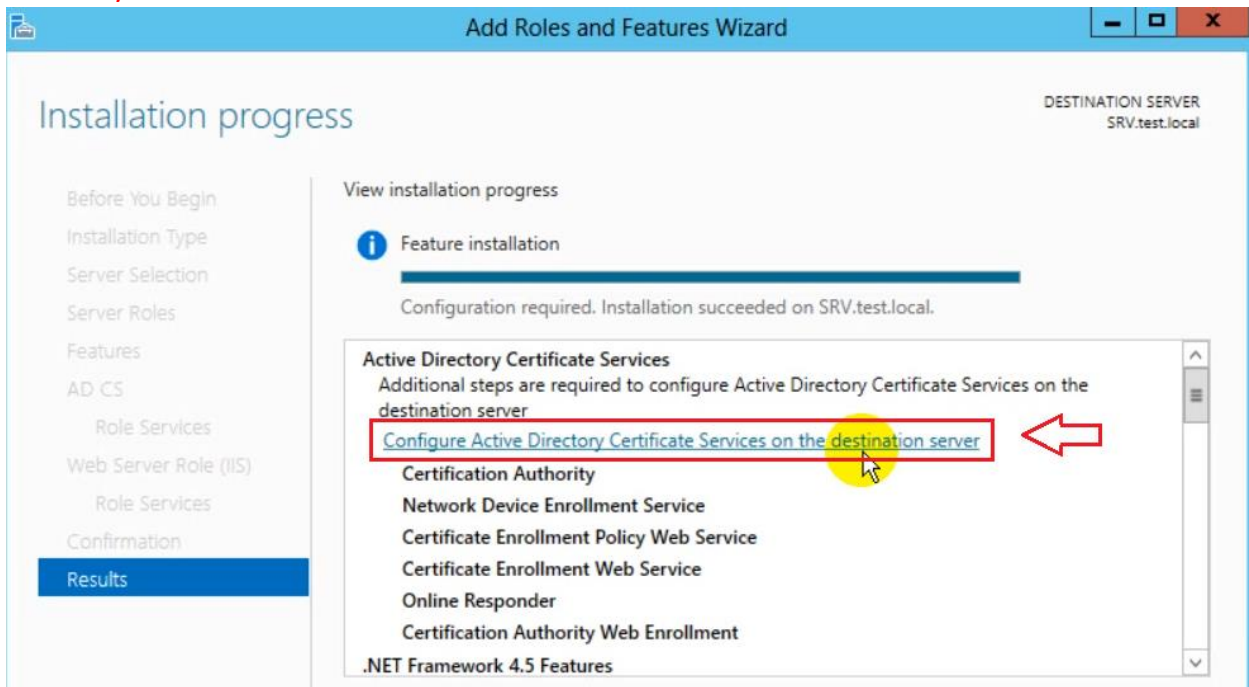 Add Roles and Features Wizard
Installation progress
DESTINATION SERVER
SRV.test.local
Before You Begin
Installation Type
Server Selection
Server Roles
Features
AD CS
Role Services
Web Server Role (IIS)
Role Services
Confirmation
Results
View installation progress
Feature installation
Configuration required. Installation succeeded on SRV.test.local.
Active Directory Certificate Services
Additional steps are required to configure Active Directory Certificate Services on the
destination server
Configure Active Directory Certificate Services on the destination server
Certification Authority
Network Device Enrollment Service
Certificate Enrollment Policy Web Service
Certificate Enrollment Web Service
Online Responder
Certification Authority Web Enrollment
.NET Framework 4.5 Features